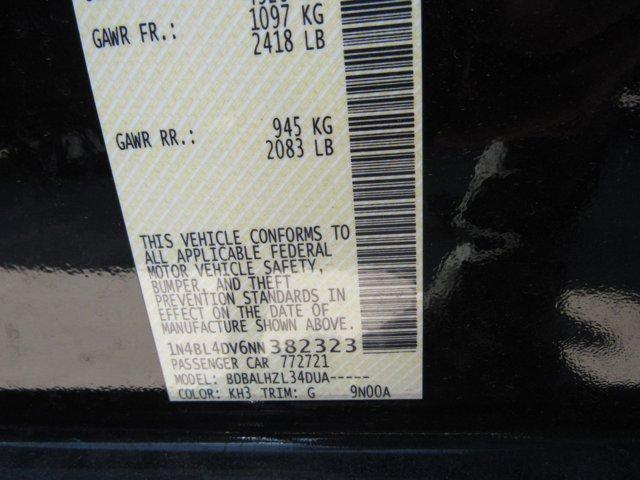 1097 KG
GAWR FR.:
2418 LB
945 KG
GAWR RR.:
2083 LB
THIS VEHICLE CONFORMS TO
ALL APPLICABLE FEDERAL
MOTOR VEHICLE SAFETY,
BUMPER, AND THEFT
PREVENTION STANDARDS IN
EFFECT ON THE DATE OF
MANUFACTURE SHOWN ABOVE.
1N4BL4DV6NN382323
PASSENGER CAR 772721
MODEL: BDBALHZL34DUA-----
COLOR: KH3 TRIM: G 9N00A